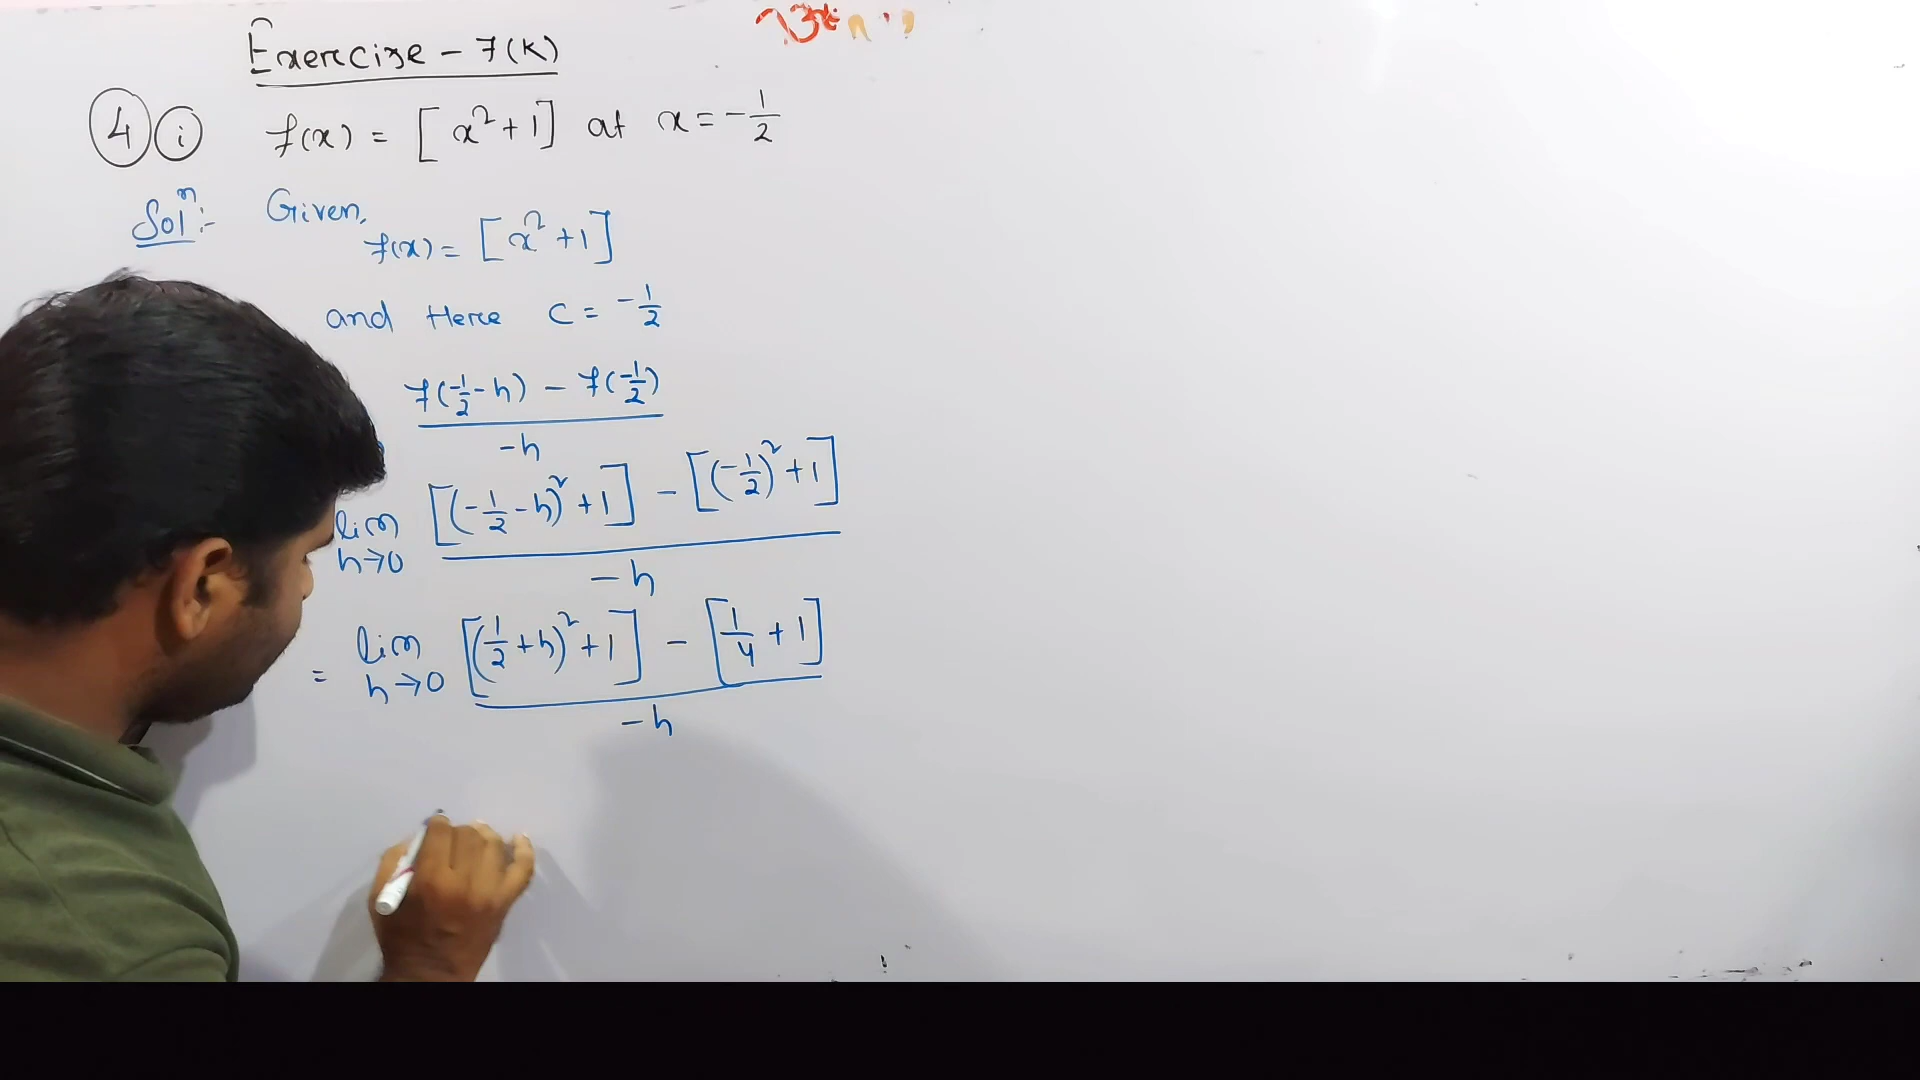 Exercise - 7(K)
4 i f(x) = [x²+1] at x = -1/2
Solⁿ:- Given,
f(x) = [x²+1]
and Here C = -1/2
f(-1/2-h) - f(-1/2)
-h
lim h→0 [(-1/2-h)²+1] - [(-1/2)²+1]
-h
= lim h→0 [(1/2+h)²+1] - [1/4+1]
-h